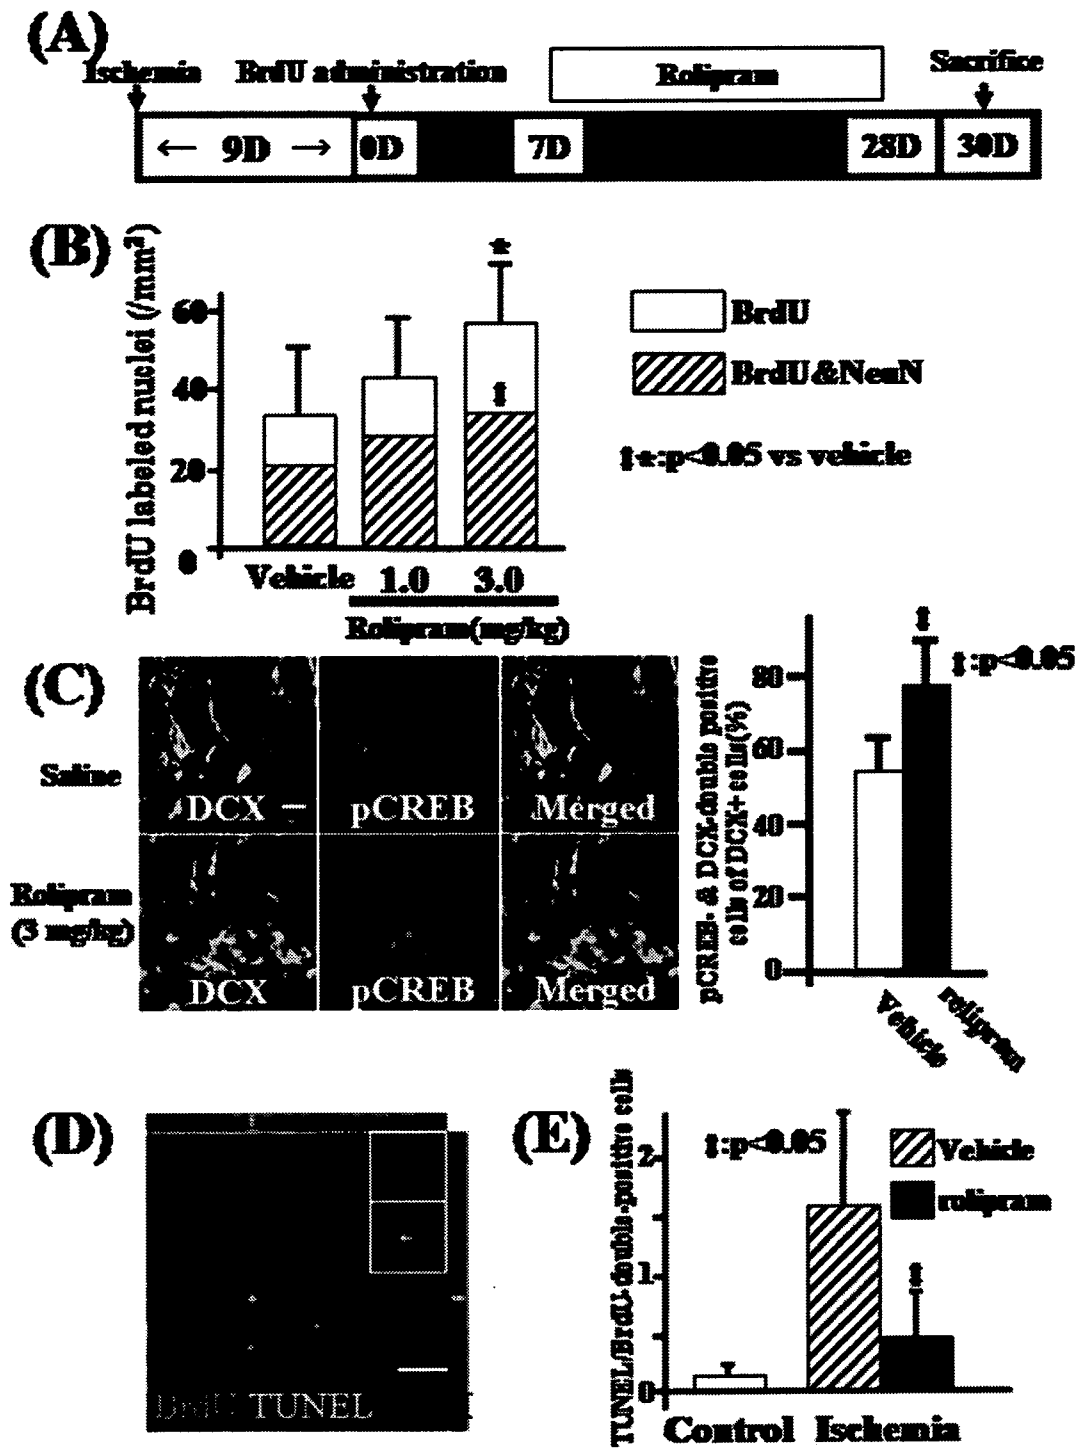 (A)
Ischemia BrdU administration Rolipram Sacrifice
← 9D → 0D 7D 28D 30D
(B)
BrdU labeled nuclei (/mm²)
60
40
20
0
*
‡
BrdU
BrdU&NeuN
‡*:p<0.05 vs vehicle
Vehicle 1.0 3.0
Rolipram(mg/kg)
(C)
Saline
DCX pCREB Merged
Rolipram
(3 mg/kg)
DCX pCREB Merged
pCREB- & DCX-double positive
cells of DCX+ cells(%)
80
60
40
20
0
‡
‡:p<0.05
Vehicle
rolipram
(D)
BrdU TUNEL
(E)
TUNEL/BrdU-double-positive cells
2
1
0
‡:p<0.05
Vehicle
rolipram
‡
Control Ischemia